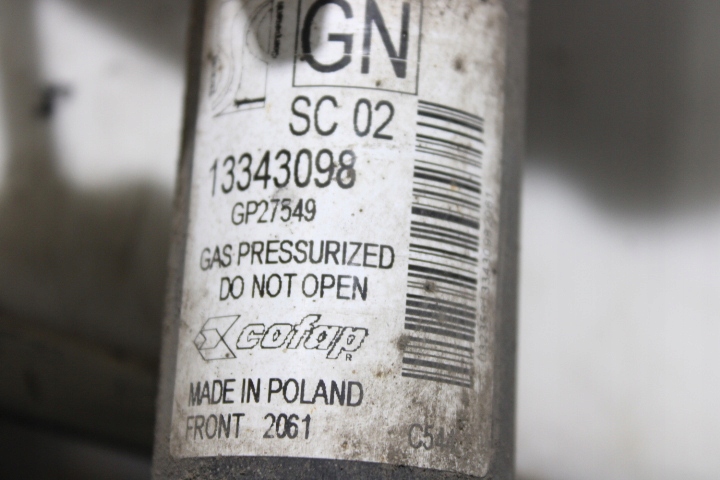 GN
SC 02
13343098
GP27549
GAS PRESSURIZED
DO NOT OPEN
cofap
MADE IN POLAND
FRONT 2061